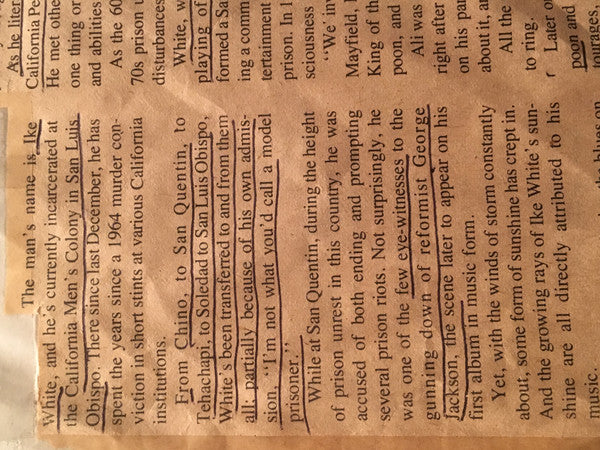 The man's name is Ike
White, and he's currently incarcerated at
the California Men's Colony in San Luis
Obispo. There since last December, he has
spent the years since a 1964 murder con-
viction in short stints at various California
institutions.
From Chino, to San Quentin, to
Tehachapi, to Soledad to San Luis Obispo,
White's been transferred to and from them
all, partially because of his own admis-
sion, "I'm not what you'd call a model
prisoner."
While at San Quentin, during the height
of prison unrest in this country, he was
accused of both ending and prompting
several prison riots. Not surprisingly, he
was one of the few eye-witnesses to the
gunning down of reformist George
Jackson, the scene later to appear on his
first album in music form.
Yet, with the winds of storm constantly
about, some form of sunshine has crept in.
And the growing rays of Ike White's sun-
shine are all directly attributed to his
music.
As he liter
California Pe
He met one
one thing or
and abilities
As the 60
70s prison d
disturbances
White, w
playing of
formed a Sa
ing a comm
tertainment
prison. In 1
sciousness
"We' inv
Mayfield,
King of th
poon, and
All was
right after
on his pa
about it, an
All the
to ring.
Later o
poon and
tourages,
the blues on